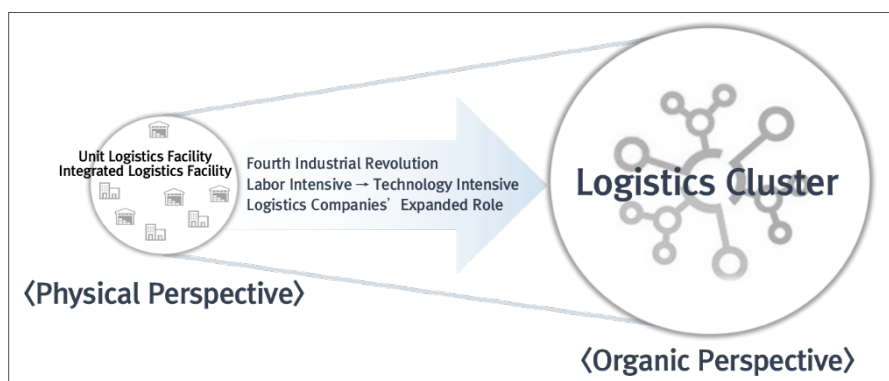 Unit Logistics Facility
Integrated Logistics Facility
Fourth Industrial Revolution
Labor Intensive → Technology Intensive
Logistics Companies’ Expanded Role
Logistics Cluster
〈Physical Perspective〉
〈Organic Perspective〉